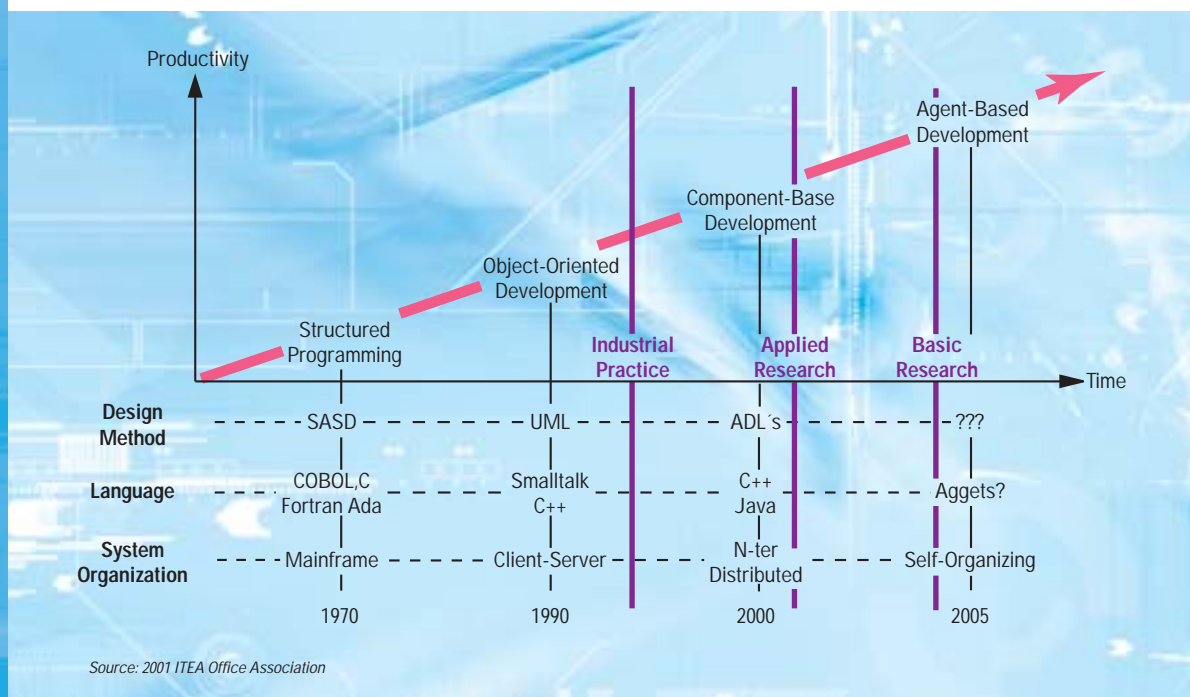 Productivity
Agent-Based
Development
Component-Base
Development
Object-Oriented
Development
Structured
Programming
Industrial
Practice
Applied
Research
Basic
Research
Time
Design
Method
SASD
UML
ADL´s
???
Language
COBOL,C
Fortran Ada
Smalltalk
C++
C++
Java
Aggets?
System
Organization
Mainframe
Client-Server
N-ter
Distributed
Self-Organizing
1970
1990
2000
2005
Source: 2001 ITEA Office Association